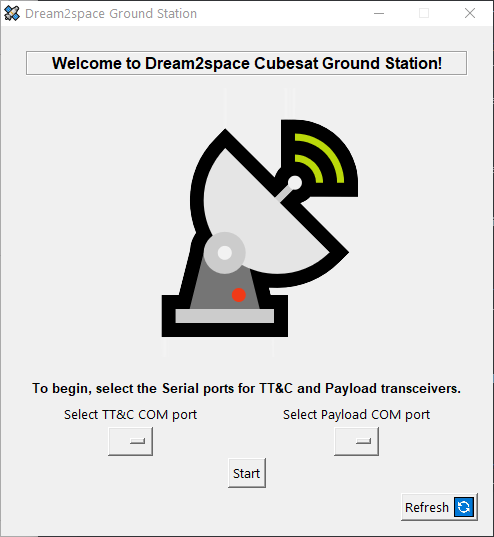 Dream2space Ground Station
Welcome to Dream2space Cubesat Ground Station!
To begin, select the Serial ports for TT&C and Payload transceivers.
Select TT&C COM port
Select Payload COM port
Start
Refresh